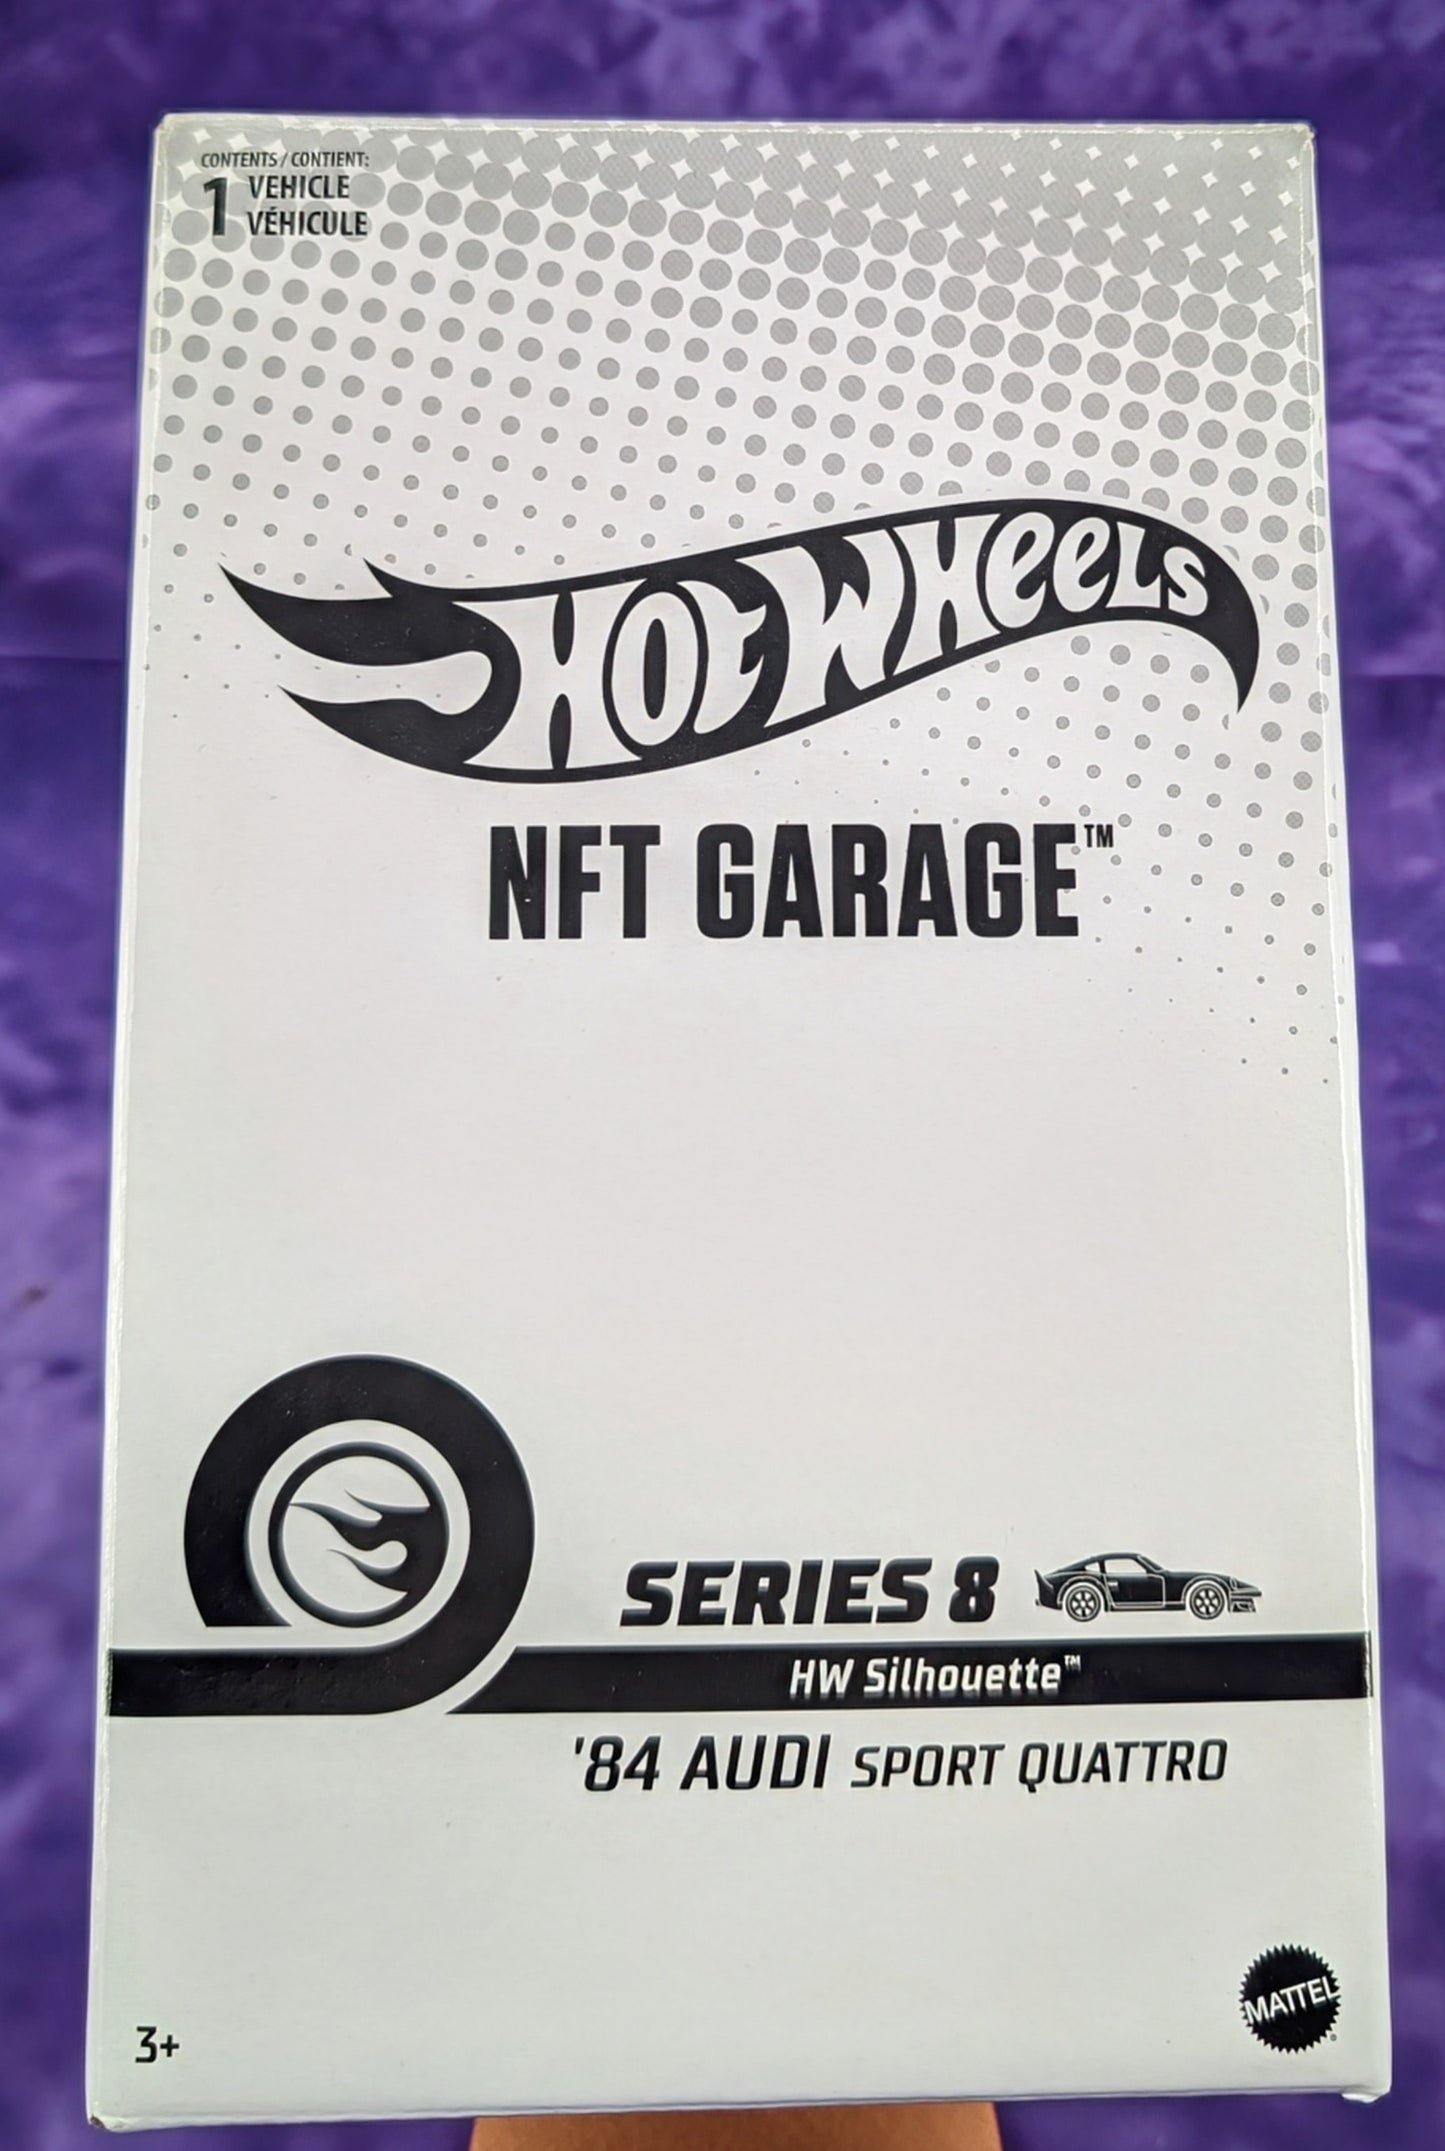 CONTENTS / CONTIENT:
1 VEHICLE
VÉHICULE
HOT WHEELS
NFT GARAGE™
SERIES 8
HW Silhouette™
'84 AUDI SPORT QUATTRO
MATTEL®
3+